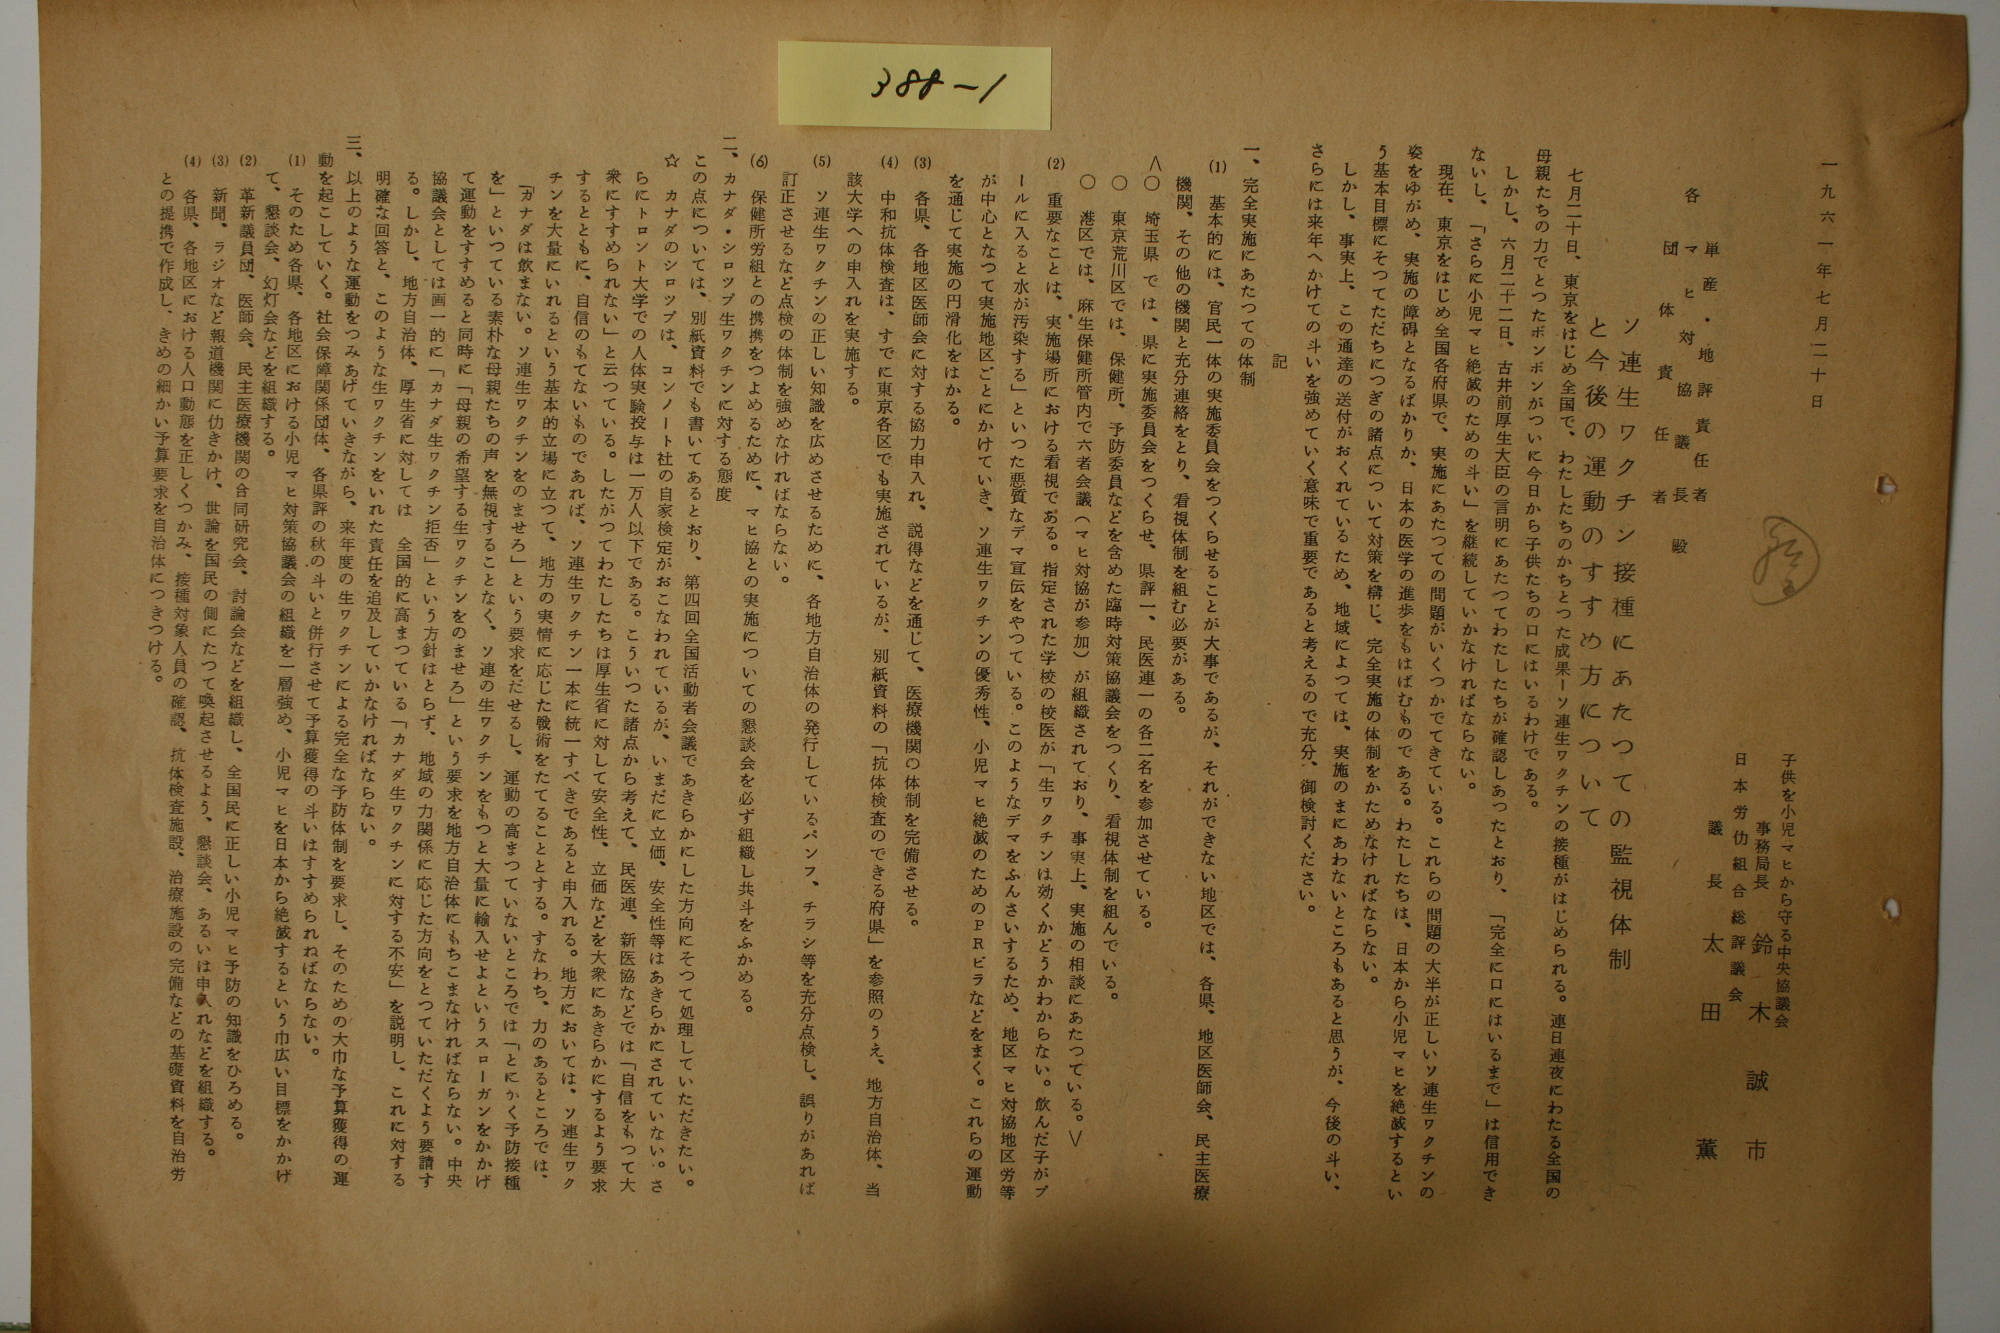 388-1
一九六一年七月二十日
子供を小児マヒから守る中央協議会
事務局長 鈴木誠市
日本労仂組合総評議会
議長 太田薫
単産・地評責任者
各 マヒ対協議長 殿
団体責任者
ソ連生ワクチン接種にあたつての監視体制
と今後の運動のすすめ方について
七月二十日、東京をはじめ全国で、わたしたちのかちとつた成果ーソ連生ワクチンの接種がはじめられる。連日連夜にわたる全国の
母親たちの力でとつたボンボンがついに今日から子供たちの口にはいるわけである。
しかし、六月二十二日、古井前厚生大臣の言明にあたつてわたしたちが確認しあつたとおり、「完全に口にはいるまで」は信用でき
ないし、「さらに小児マヒ絶滅のための斗い」を継続していかなければならない。
現在、東京をはじめ全国各府県で、実施にあたつての問題がいくつかでてきている。これらの問題の大半が正しいソ連生ワクチンの
姿をゆがめ、実施の障碍となるばかりか、日本の医学の進歩をもはばむものである。わたしたちは、日本から小児マヒを絶滅するとい
う基本目標にそつてただちにつぎの諸点について対策を構じ、完全実施の体制をかためなければならない。
しかし、事実上、この通達の送付がおくれているため、地域によつては、実施のまにあわないところもあると思うが、今後の斗い、
さらには来年へかけての斗いを強めていく意味で重要であると考えるので充分、御検討ください。
記
一、完全実施にあたつての体制
(1) 基本的には、官民一体の実施委員会をつくらせることが大事であるが、それができない地区では、各県、地区医師会、民主医療
機関、その他の機関と充分連絡をとり、看視体制を組む必要がある。
〈○ 埼玉県では、県に実施委員会をつくらせ、県評一、民医連一の各二名を参加させている。
○ 東京荒川区では、保健所、予防委員などを含めた臨時対策協議会をつくり、看視体制を組んでいる。
○ 港区では、麻生保健所管内で六者会議（マヒ対協が参加）が組織されており、事実上、実施の相談にあたつている。〉
(2) 重要なことは、実施場所における看視である。指定された学校の校医が「生ワクチンは効くかどうかわからない。飲んだ子がプ
ールに入ると水が汚染する」といつた悪質なデマ宣伝をやつている。このようなデマをふんさいするため、地区マヒ対協地区労等
が中心となつて実施地区ごとにかけていき、ソ連生ワクチンの優秀性、小児マヒ絶滅のためのPRビラなどをまく。これらの運動
を通じて実施の円滑化をはかる。
(3) 各県、各地区医師会に対する協力申入れ、説得などを通じて、医療機関の体制を完備させる。
(4) 中和抗体検査は、すでに東京各区でも実施されているが、別紙資料の「抗体検査のできる府県」を参照のうえ、地方自治体、当
該大学への申入れを実施する。
(5) ソ連生ワクチンの正しい知識を広めさせるために、各地方自治体の発行しているパンフ、チラシ等を充分点検し、誤りがあれば
訂正させるなど点検の体制を強めなければならない。
(6) 保健所労組との携携をつよめるために、マヒ協との実施についての懇談会を必ず組織し共斗をふかめる。
二、カナダ・シロツプ生ワクチンに対する態度
この点については、別紙資料でも書いてあるとおり、第四回全国活動者会議であきらかにした方向にそつて処理していただきたい。
☆ カナダのシロツプは、コンノート社の自家検定がおこなわれているが、いまだに立価、安全性等はあきらかにされていない。さ
らにトロント大学での人体実験投与は一万人以下である。こういつた諸点から考えて、民医連、新医協などでは「自信をもつて大
衆にすすめられない」と云つている。したがつてわたしたちは厚生省に対して安全性、立価などを大衆にあきらかにするよう要求
するとともに、自信のもてないものであれば、ソ連生ワクチン一本に統一すべきであると申入れる。地方においては、ソ連生ワク
チンを大量にいれるという基本的立場に立つて、地方の実情に応じた戦術をたてることとする。すなわち、力のあるところでは、
「カナダは飲まない。ソ連生ワクチンをのませろ」という要求をだせるし、運動の高まつていないところでは「とにかく予防接種
を」といつている素朴な母親たちの声を無視することなく、ソ連の生ワクチンをもつと大量に輸入せよというスローガンをかかげ
て運動をすすめると同時に「母親の希望する生ワクチンをのませろ」という要求を地方自治体にもちこまなければならない。中央
協議会としては画一的に「カナダ生ワクチン拒否」という方針はとらず、地域の力関係に応じた方向をとつていただくよう要請す
る。しかし、地方自治体、厚生省に対しては 全国的に高まつている「カナダ生ワクチンに対する不安」を説明し、これに対する
明確な回答と、このような生ワクチンをいれた責任を追及していかなければならない。
三、以上のような運動をつみあげていきながら、来年度の生ワクチンによる完全な予防体制を要求し、そのための大巾な予算獲得の運
動を起こしていく。社会保障関係団体、各県評の秋の斗いと併行させて予算獲得の斗いはすすめられねばならない。
(1) そのため各県、各地区における小児マヒ対策協議会の組織を一層強め、小児マヒを日本から絶滅するという巾広い目標をかかげ
て、懇談会、幻灯会などを組織する。
(2) 革新議員団、医師会、民主医療機関の合同研究会、討論会などを組織し、全国民に正しい小児マヒ予防の知識をひろめる。
(3) 新聞、ラジオなど報道機関に仂きかけ、世論を国民の側にたつて喚起させるよう、懇談会、あるいは申入れなどを組織する。
(4) 各県、各地区における人口動態を正しくつかみ、接種対象人員の確認、抗体検査施設、治療施設の完備などの基礎資料を自治労
との提携で作成し、きめの細かい予算要求を自治体につきつける。